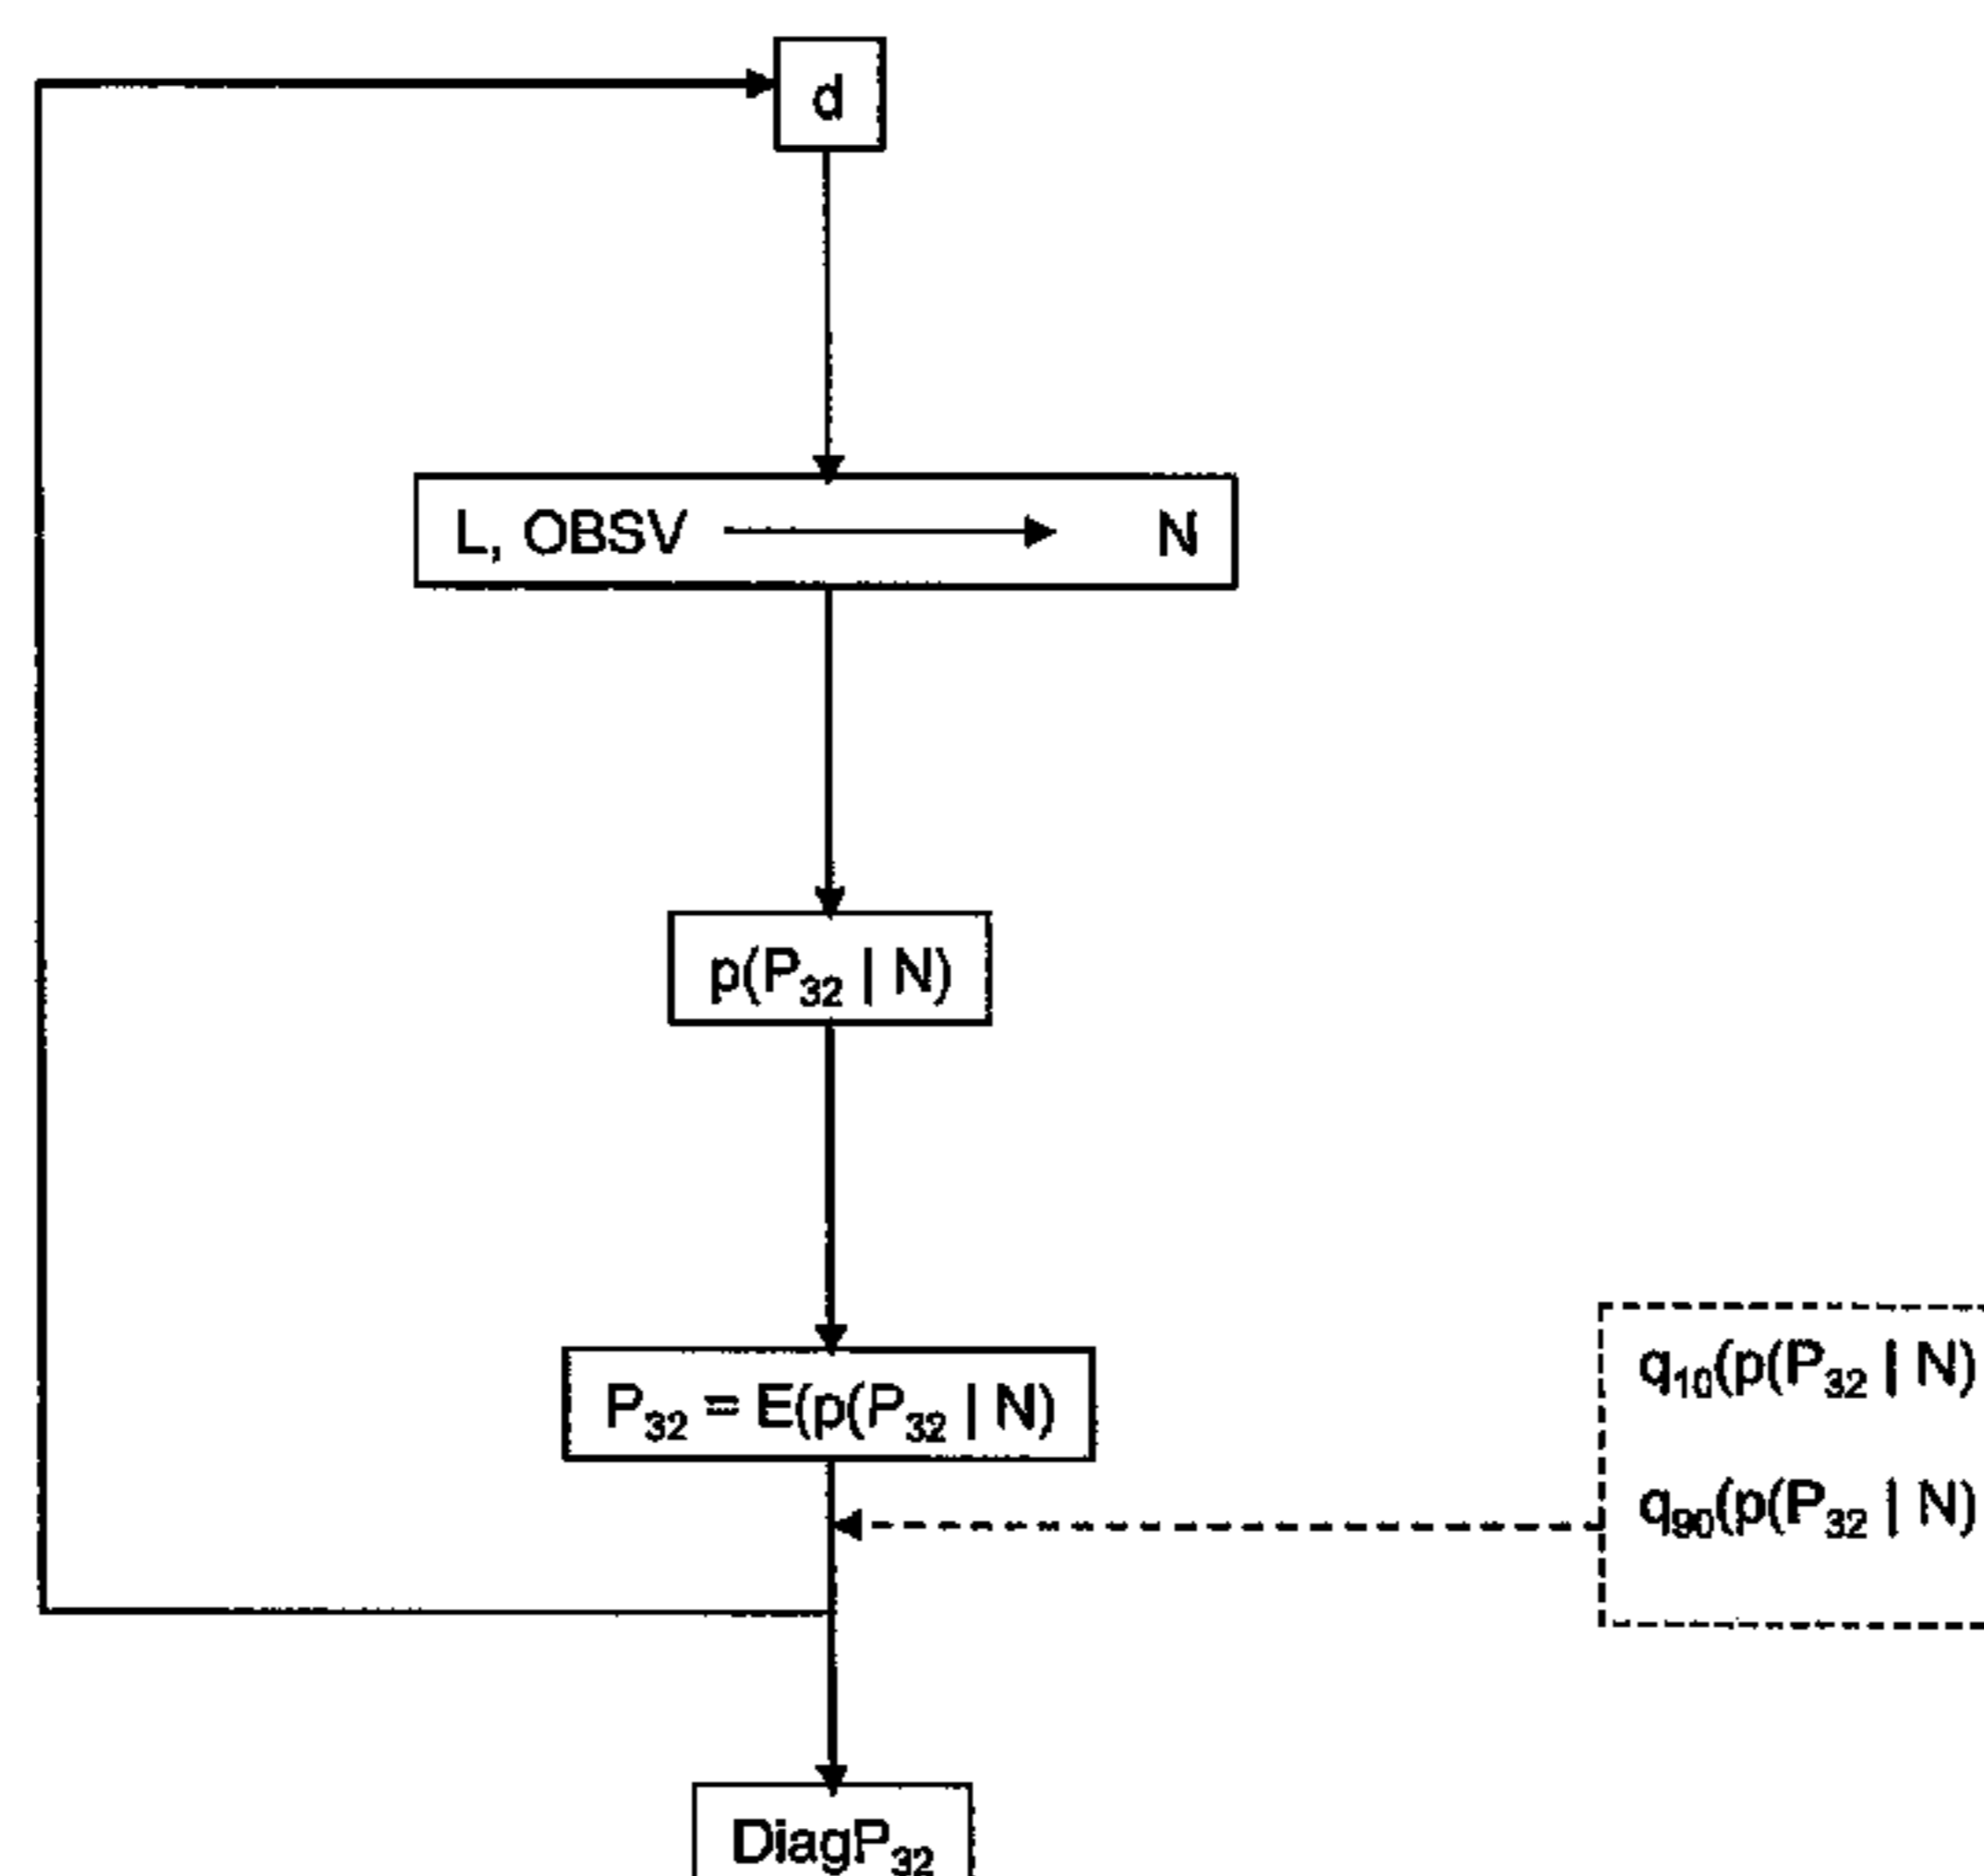 d
L, OBSV → N
p(P₃₂ | N)
P₃₂ = E(p(P₃₂ | N)
q₁₀(p(P₃₂ | N)
q₉₀(p(P₃₂ | N)
DiagP₃₂